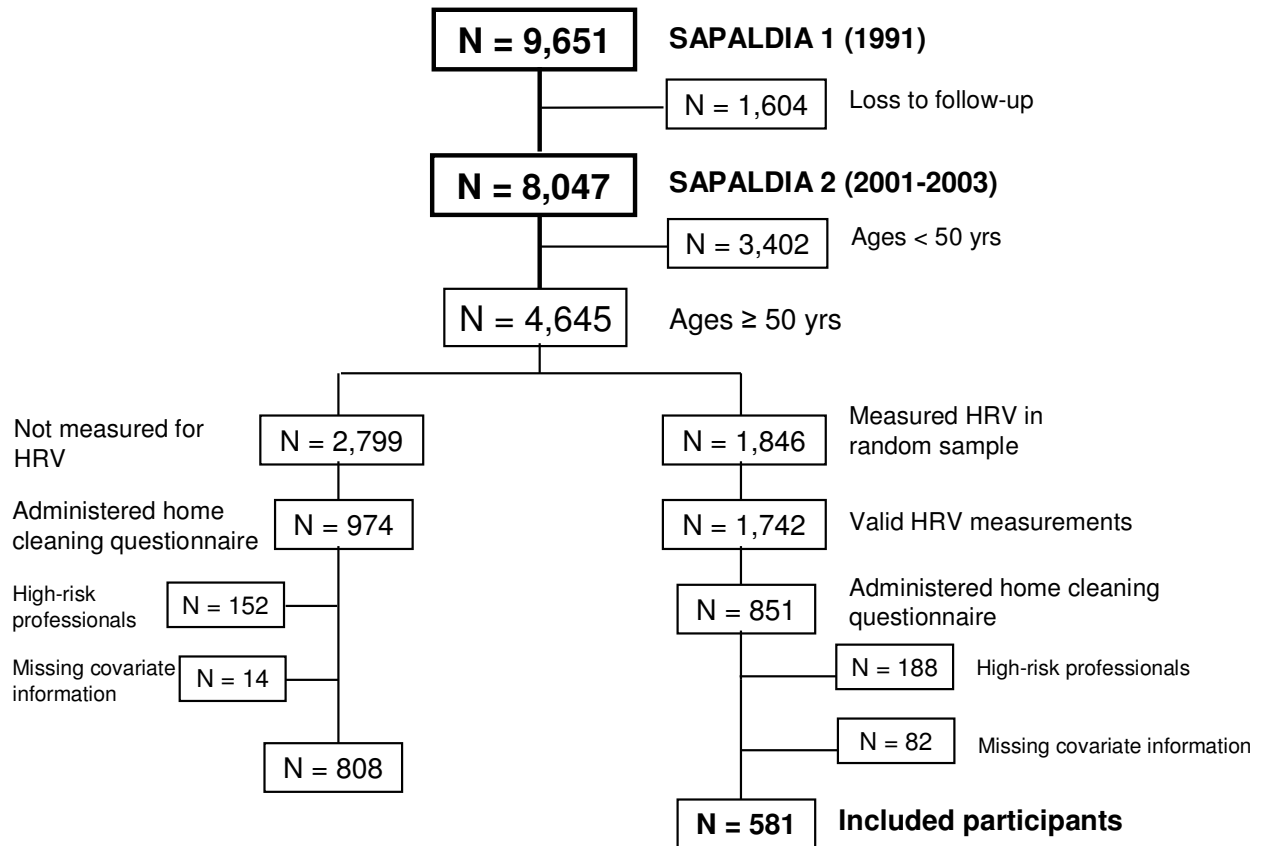 N = 9,651 SAPALDIA 1 (1991)
N = 1,604 Loss to follow-up
N = 8,047 SAPALDIA 2 (2001-2003)
N = 3,402 Ages < 50 yrs
N = 4,645 Ages ≥ 50 yrs
Not measured for
HRV
N = 2,799
N = 1,846
Measured HRV in
random sample
Administered home
cleaning questionnaire
N = 974
N = 1,742 Valid HRV measurements
High-risk
professionals
N = 152
N = 851
Administered home cleaning
questionnaire
Missing covariate
information
N = 14
N = 188 High-risk professionals
N = 82 Missing covariate information
N = 808
N = 581 Included participants